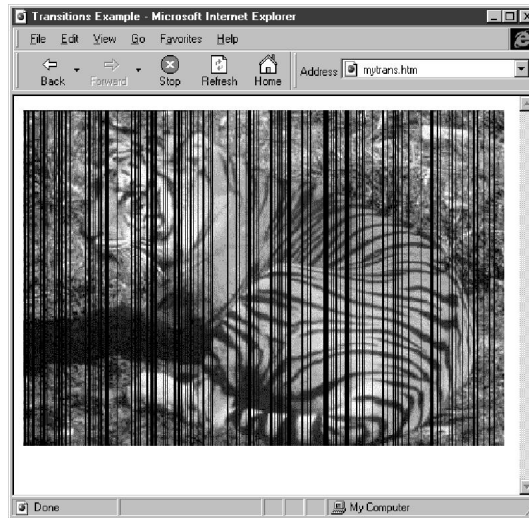 Transitions Example - Microsoft Internet Explorer
File Edit View Go Favorites Help
Back Forward Stop Refresh Home Address mytrans.htm
Done My Computer